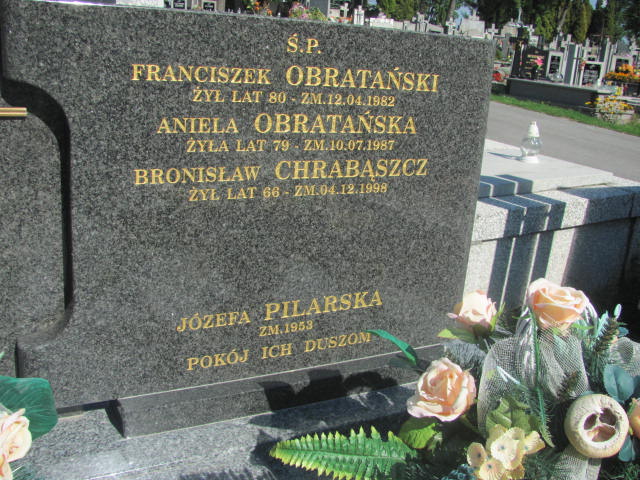 Ś.P.
FRANCISZEK OBRATAŃSKI
ŻYŁ LAT 80 - ZM.12.04.1982
ANIELA OBRATAŃSKA
ŻYŁA LAT 79 - ZM.10.07.1987
BRONISŁAW CHRABĄSZCZ
ŻYŁ LAT 66 - ZM.04.12.1998
JÓZEFA PILARSKA
ZM.1953
POKÓJ ICH DUSZOM